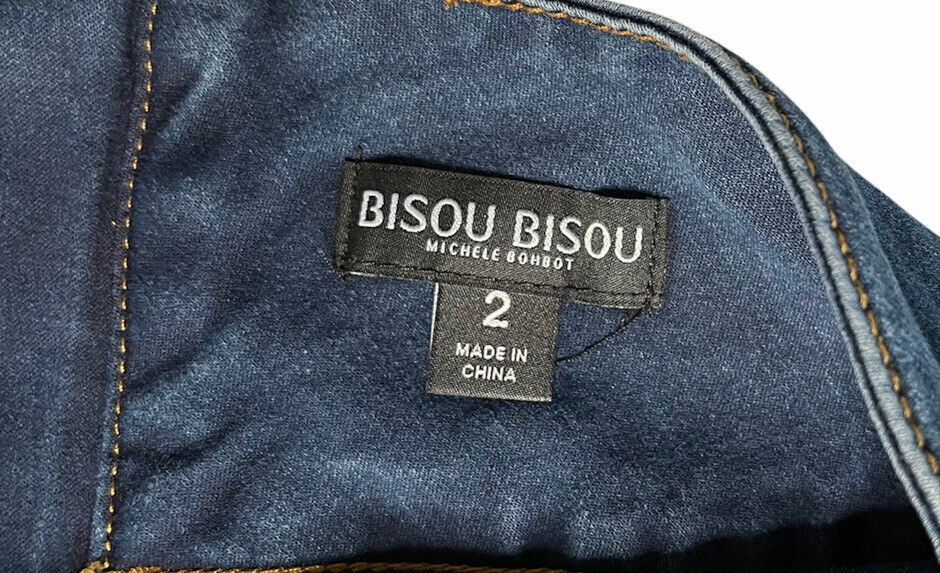 BISOU BISOU
MICHELE BOHBOT
2
MADE IN
CHINA